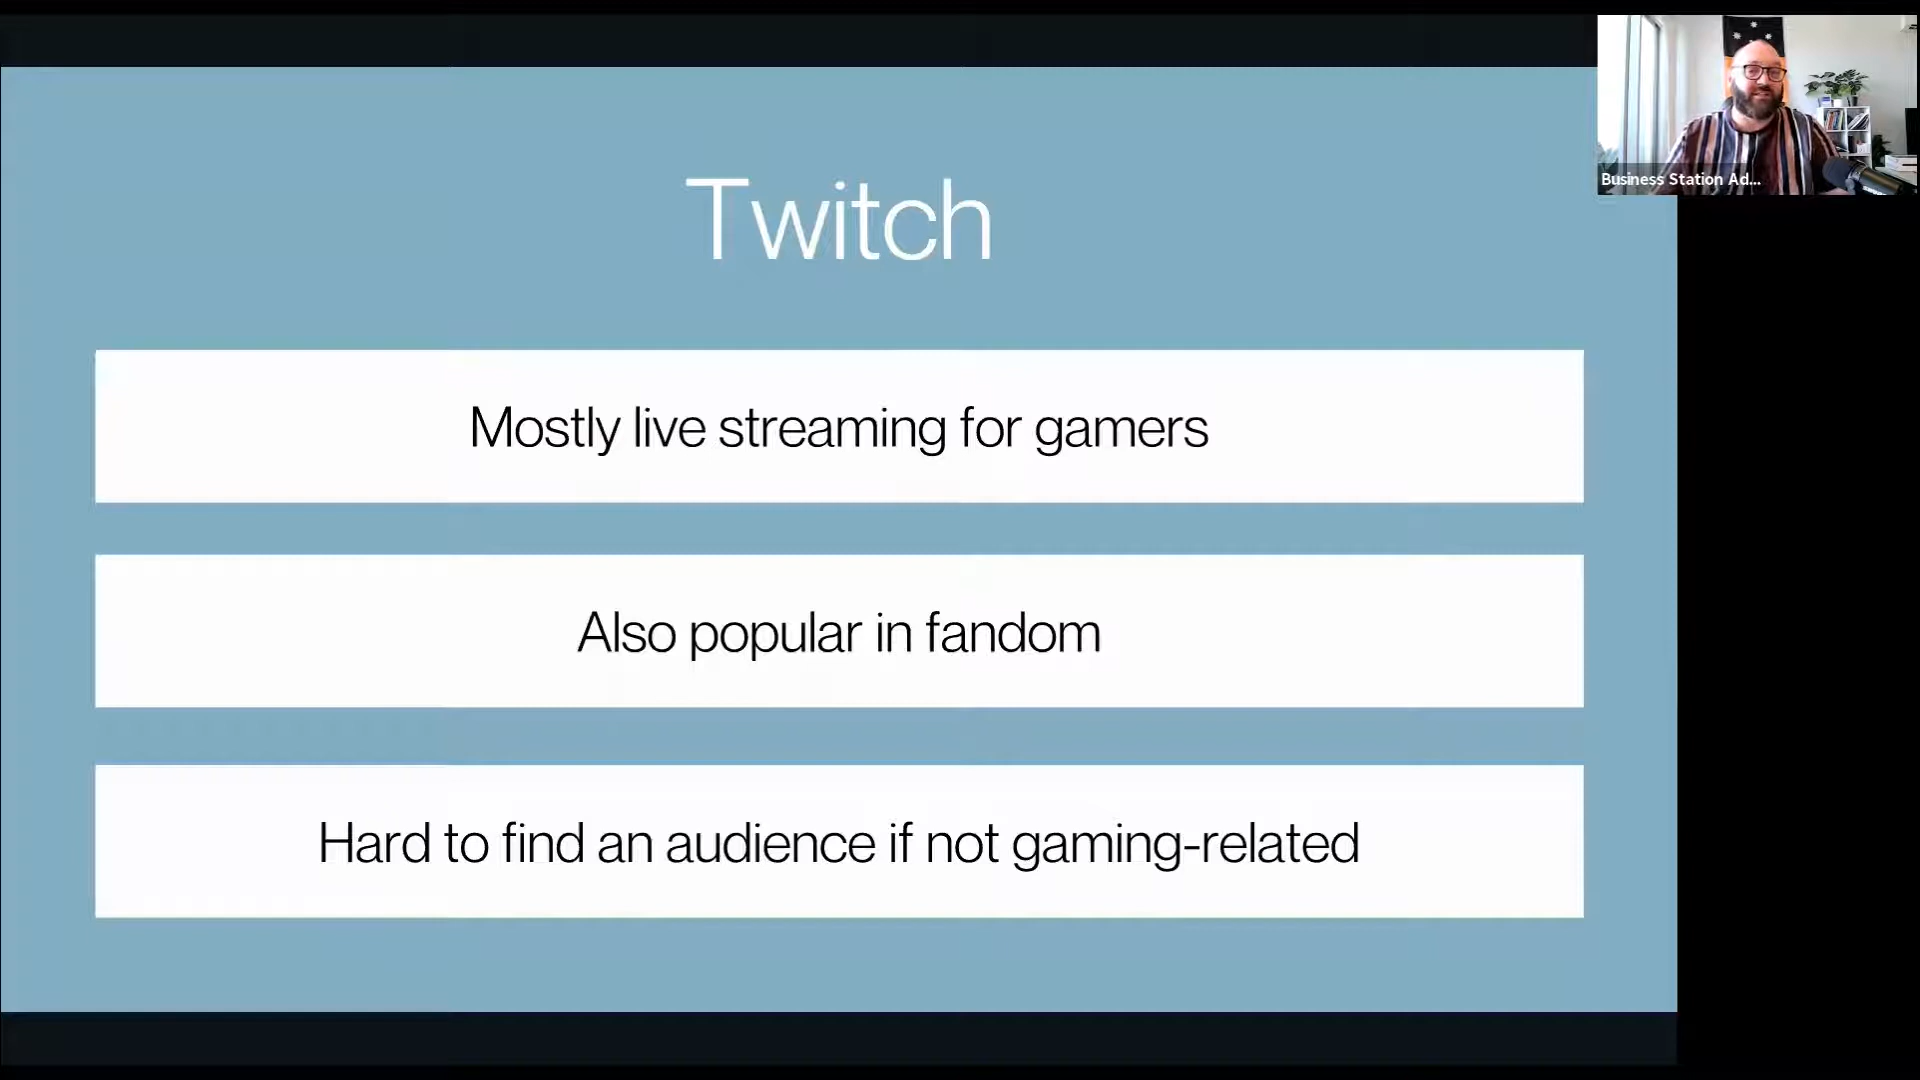 Twitch
Business Station Ad...
Mostly live streaming for gamers
Also popular in fandom
Hard to find an audience if not gaming-related